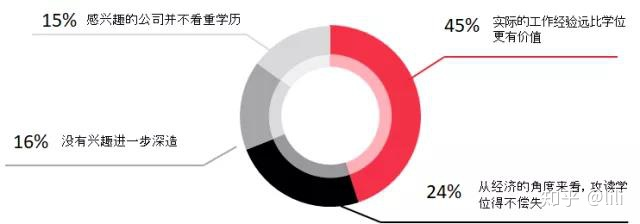 15% 感兴趣的公司并不看重学历
45% 实际的工作经验远比学位
更有价值
16% 没有兴趣进一步深造
24% 从经济的角度来看，攻读学
位得不偿失
知乎 @lili